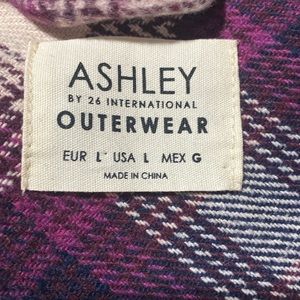 ASHLEY
BY 26 INTERNATIONAL
OUTERWEAR
EUR L USA L MEX G
MADE IN CHINA